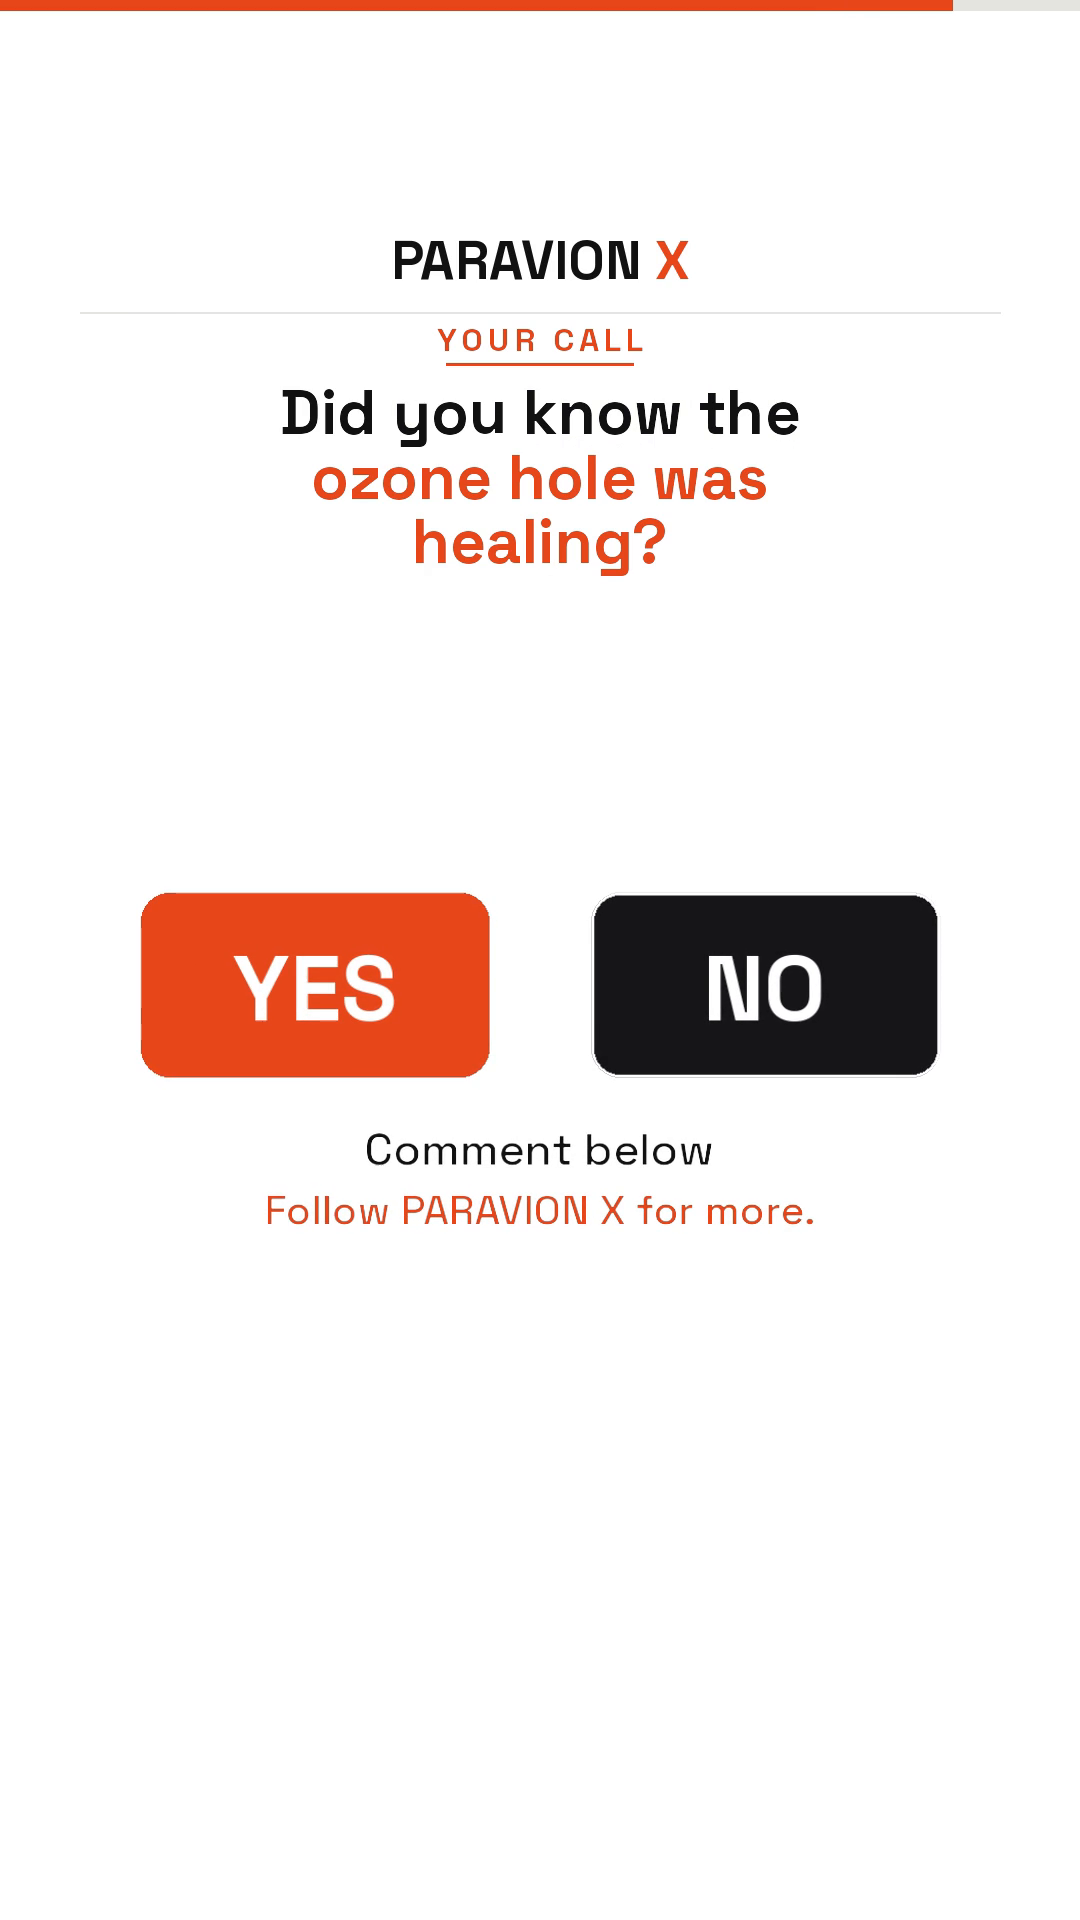 PARAVION X
YOUR CALL
Did you know the
ozone hole was
healing?
YES
NO
Comment below
Follow PARAVION X for more.